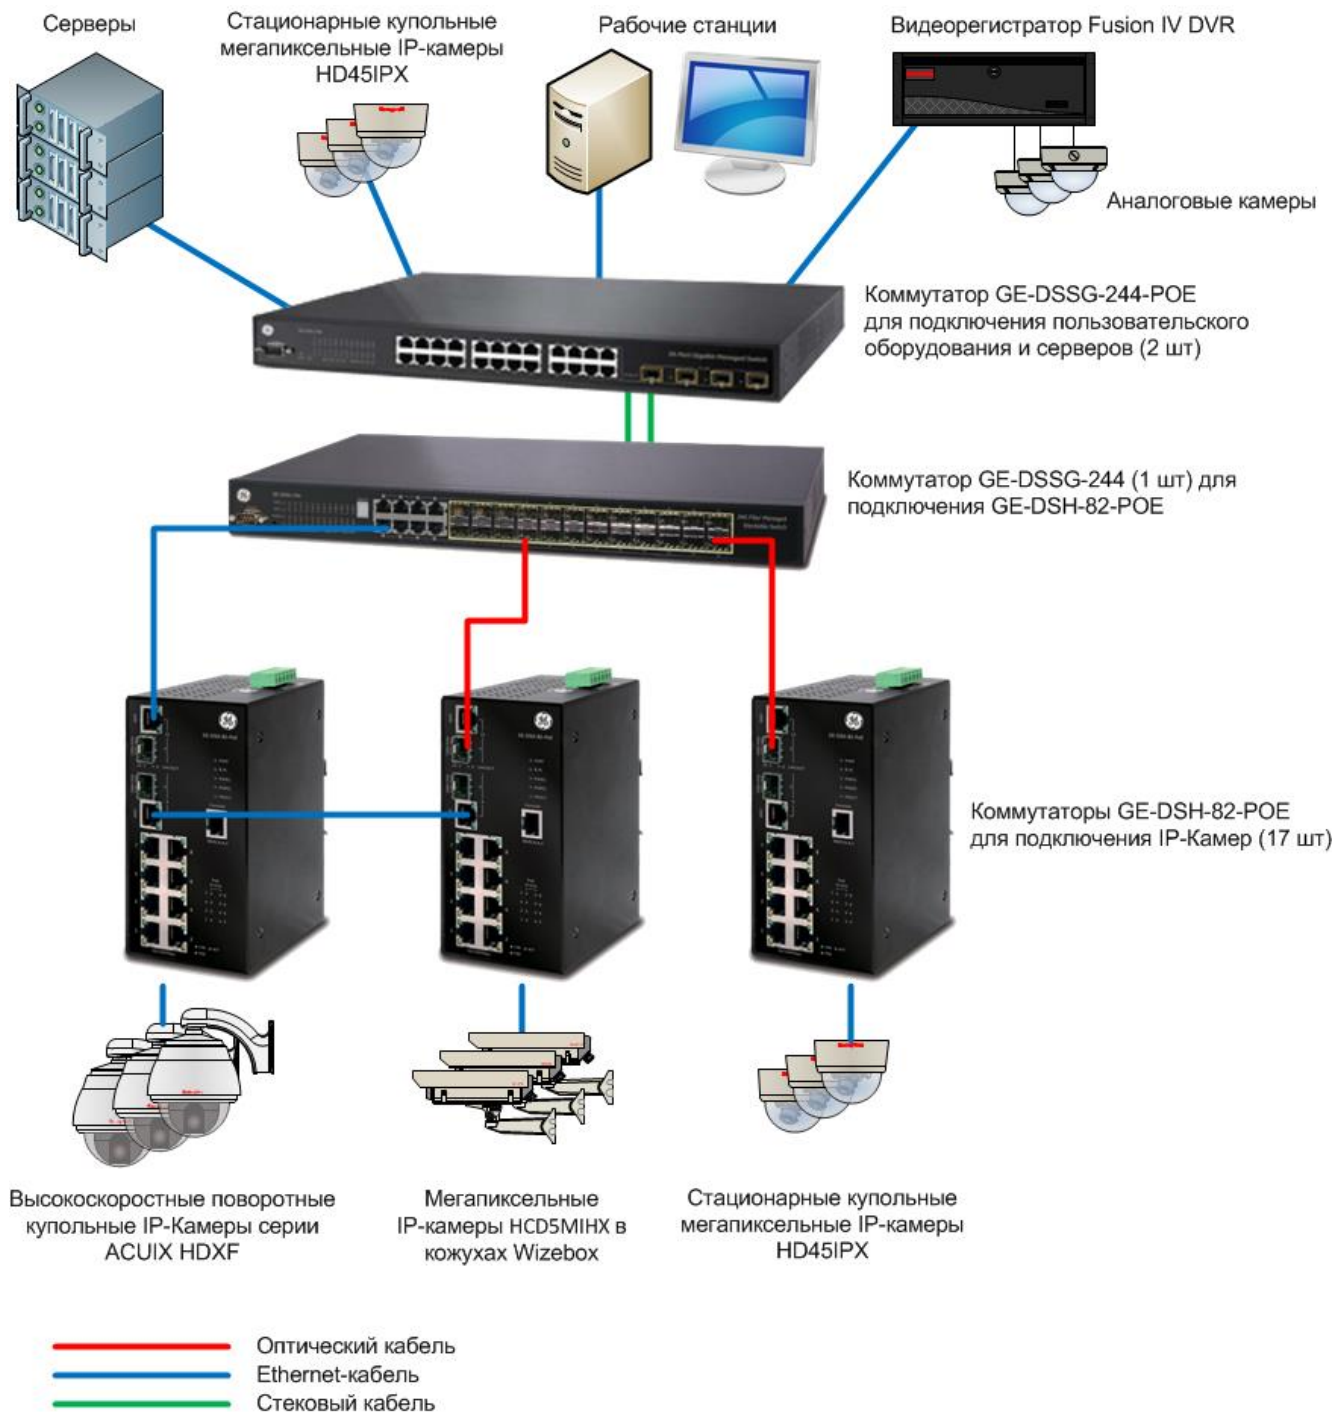 Серверы
Стационарные купольные
мегапиксельные IP-камеры
HD45IPX
Рабочие станции
Видеорегистратор Fusion IV DVR
Аналоговые камеры
Коммутатор GE-DSSG-244-POE
для подключения пользовательского
оборудования и серверов (2 шт)
Коммутатор GE-DSSG-244 (1 шт) для
подключения GE-DSH-82-POE
Коммутаторы GE-DSH-82-POE
для подключения IP-Камер (17 шт)
Высокоскоростные поворотные
купольные IP-Камеры серии
ACUIX HDXF
Мегапиксельные
IP-камеры HCD5MIHX в
кожухах Wizebox
Стационарные купольные
мегапиксельные IP-камеры
HD45IPX
Оптический кабель
Ethernet-кабель
Стековый кабель